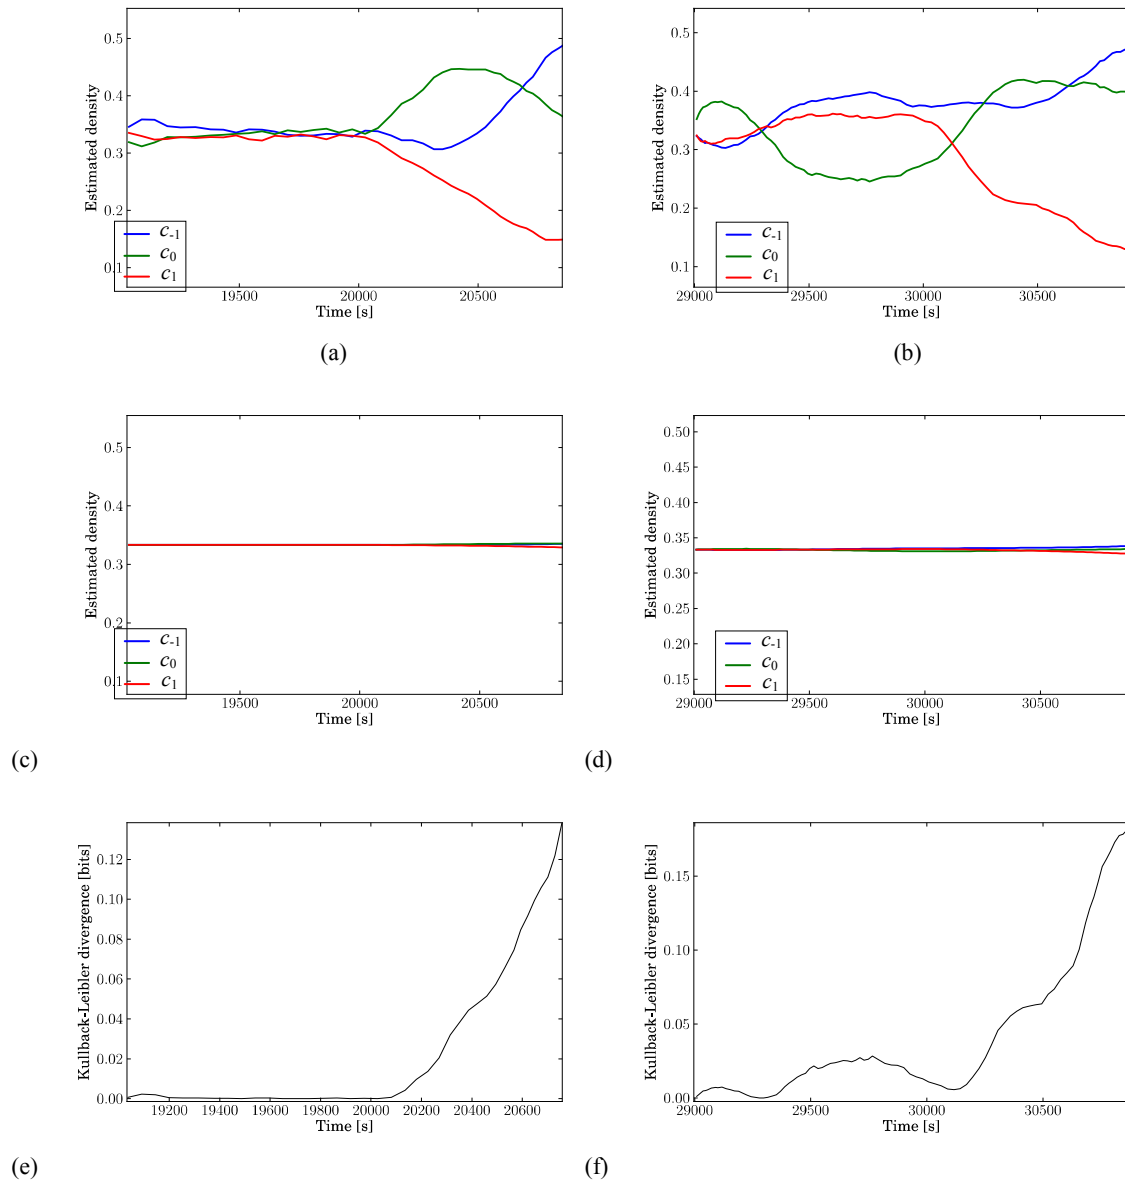 0.5
0.4
0.3
0.2
0.1
Estimated density
c-1
c0
c1
19500 20000 20500
Time [s]
(a)
0.5
0.4
0.3
0.2
0.1
Estimated density
c-1
c0
c1
29000 29500 30000 30500
Time [s]
(b)
0.5
0.4
0.3
0.2
0.1
Estimated density
c-1
c0
c1
19500 20000 20500
Time [s]
(c)
0.50
0.45
0.40
0.35
0.30
0.25
0.20
0.15
Estimated density
c-1
c0
c1
29000 29500 30000 30500
Time [s]
(d)
0.12
0.10
0.08
0.06
0.04
0.02
0.00
Kullback-Leibler divergence [bits]
19200 19400 19600 19800 20000 20200 20400 20600
Time [s]
(e)
0.15
0.10
0.05
0.00
Kullback-Leibler divergence [bits]
29000 29500 30000 30500
Time [s]
(f)